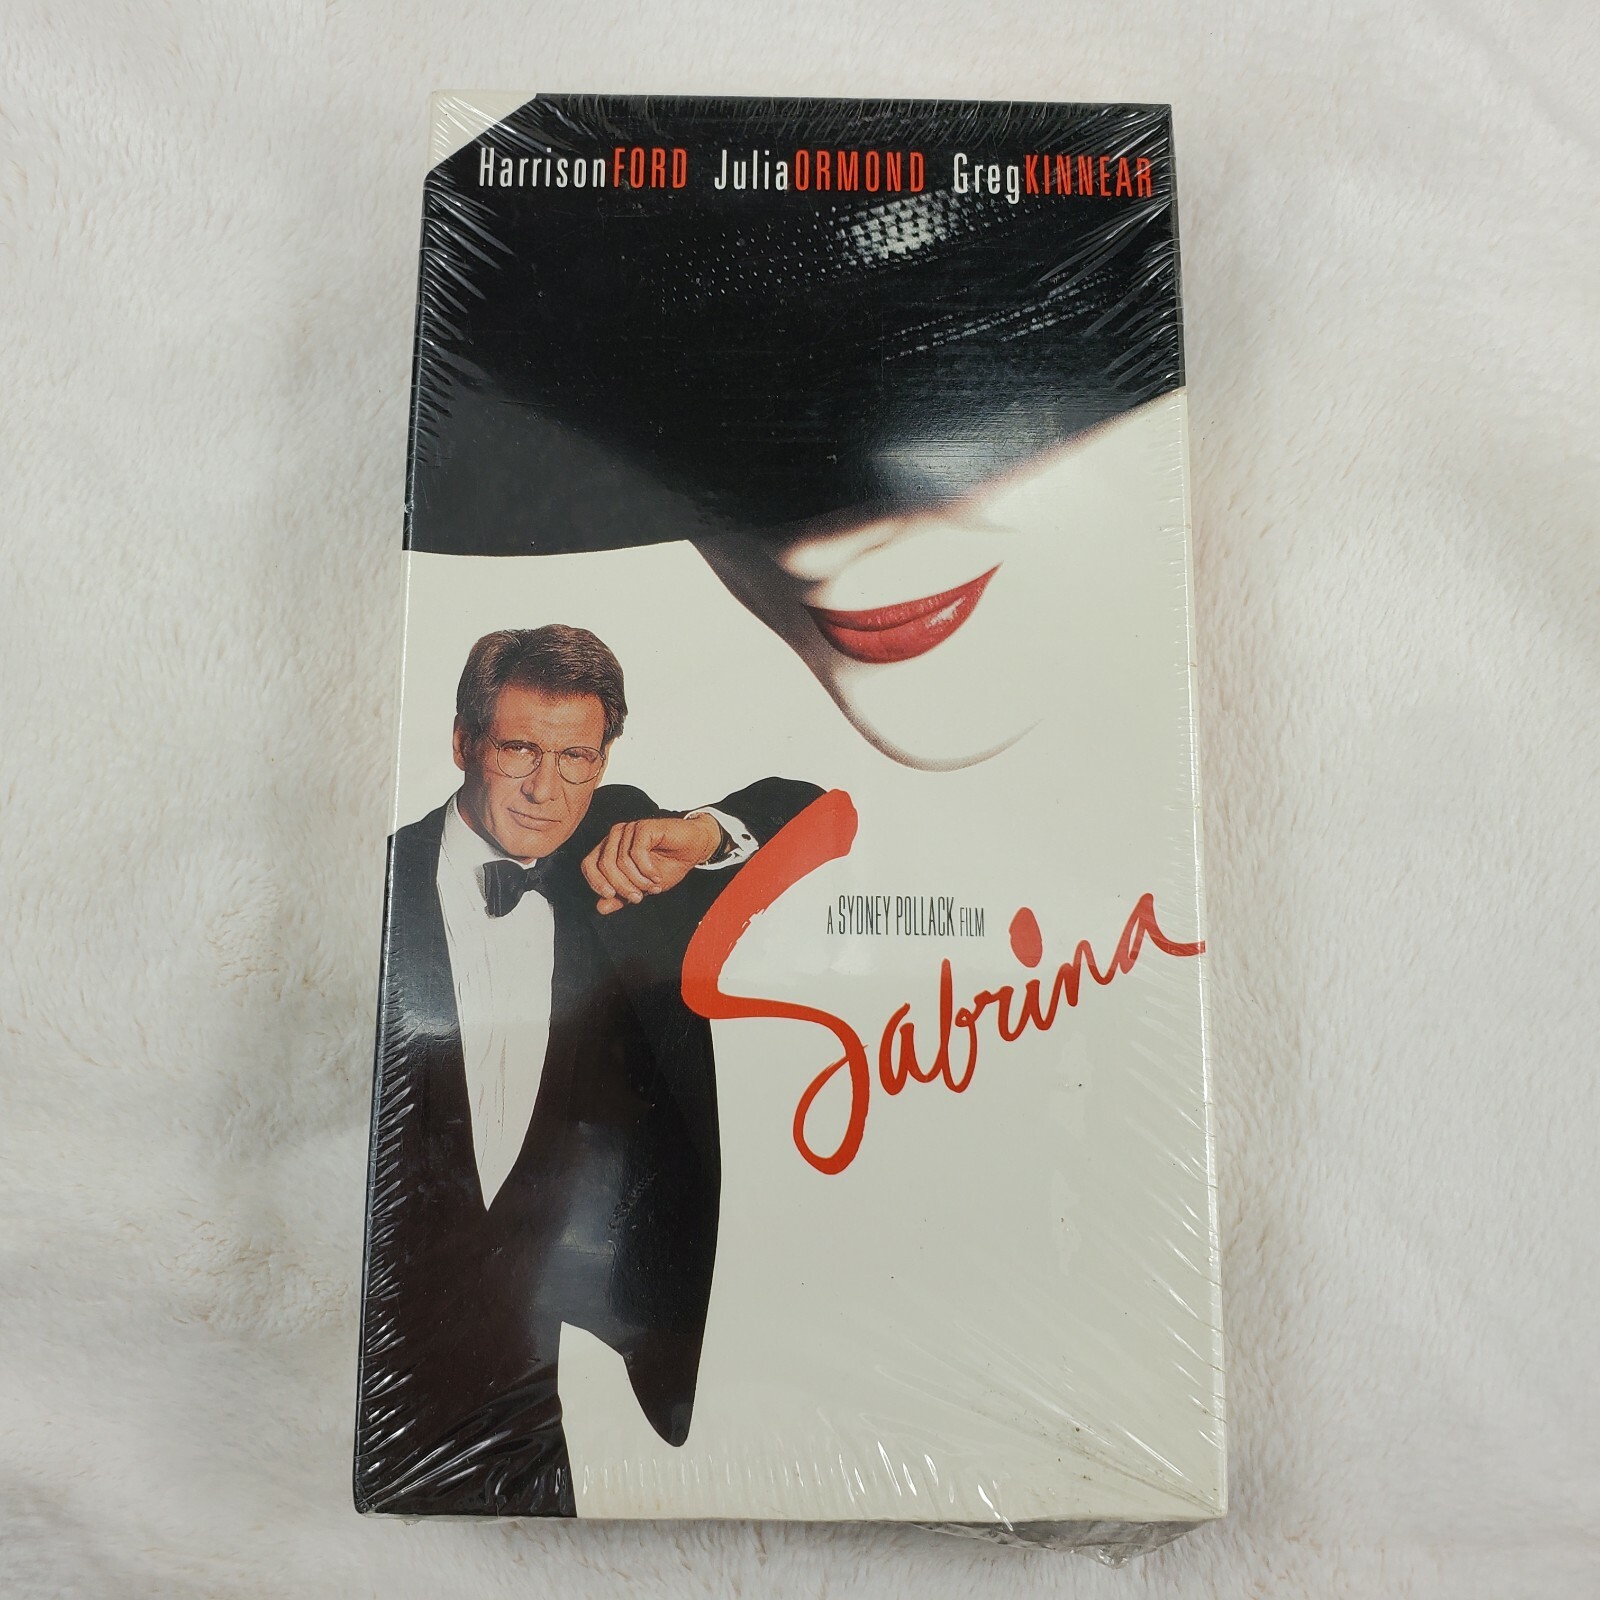 HarrisonFORD JuliaORMOND GregKINNEAR
A SYDNEY POLLACK FILM
Sabrina